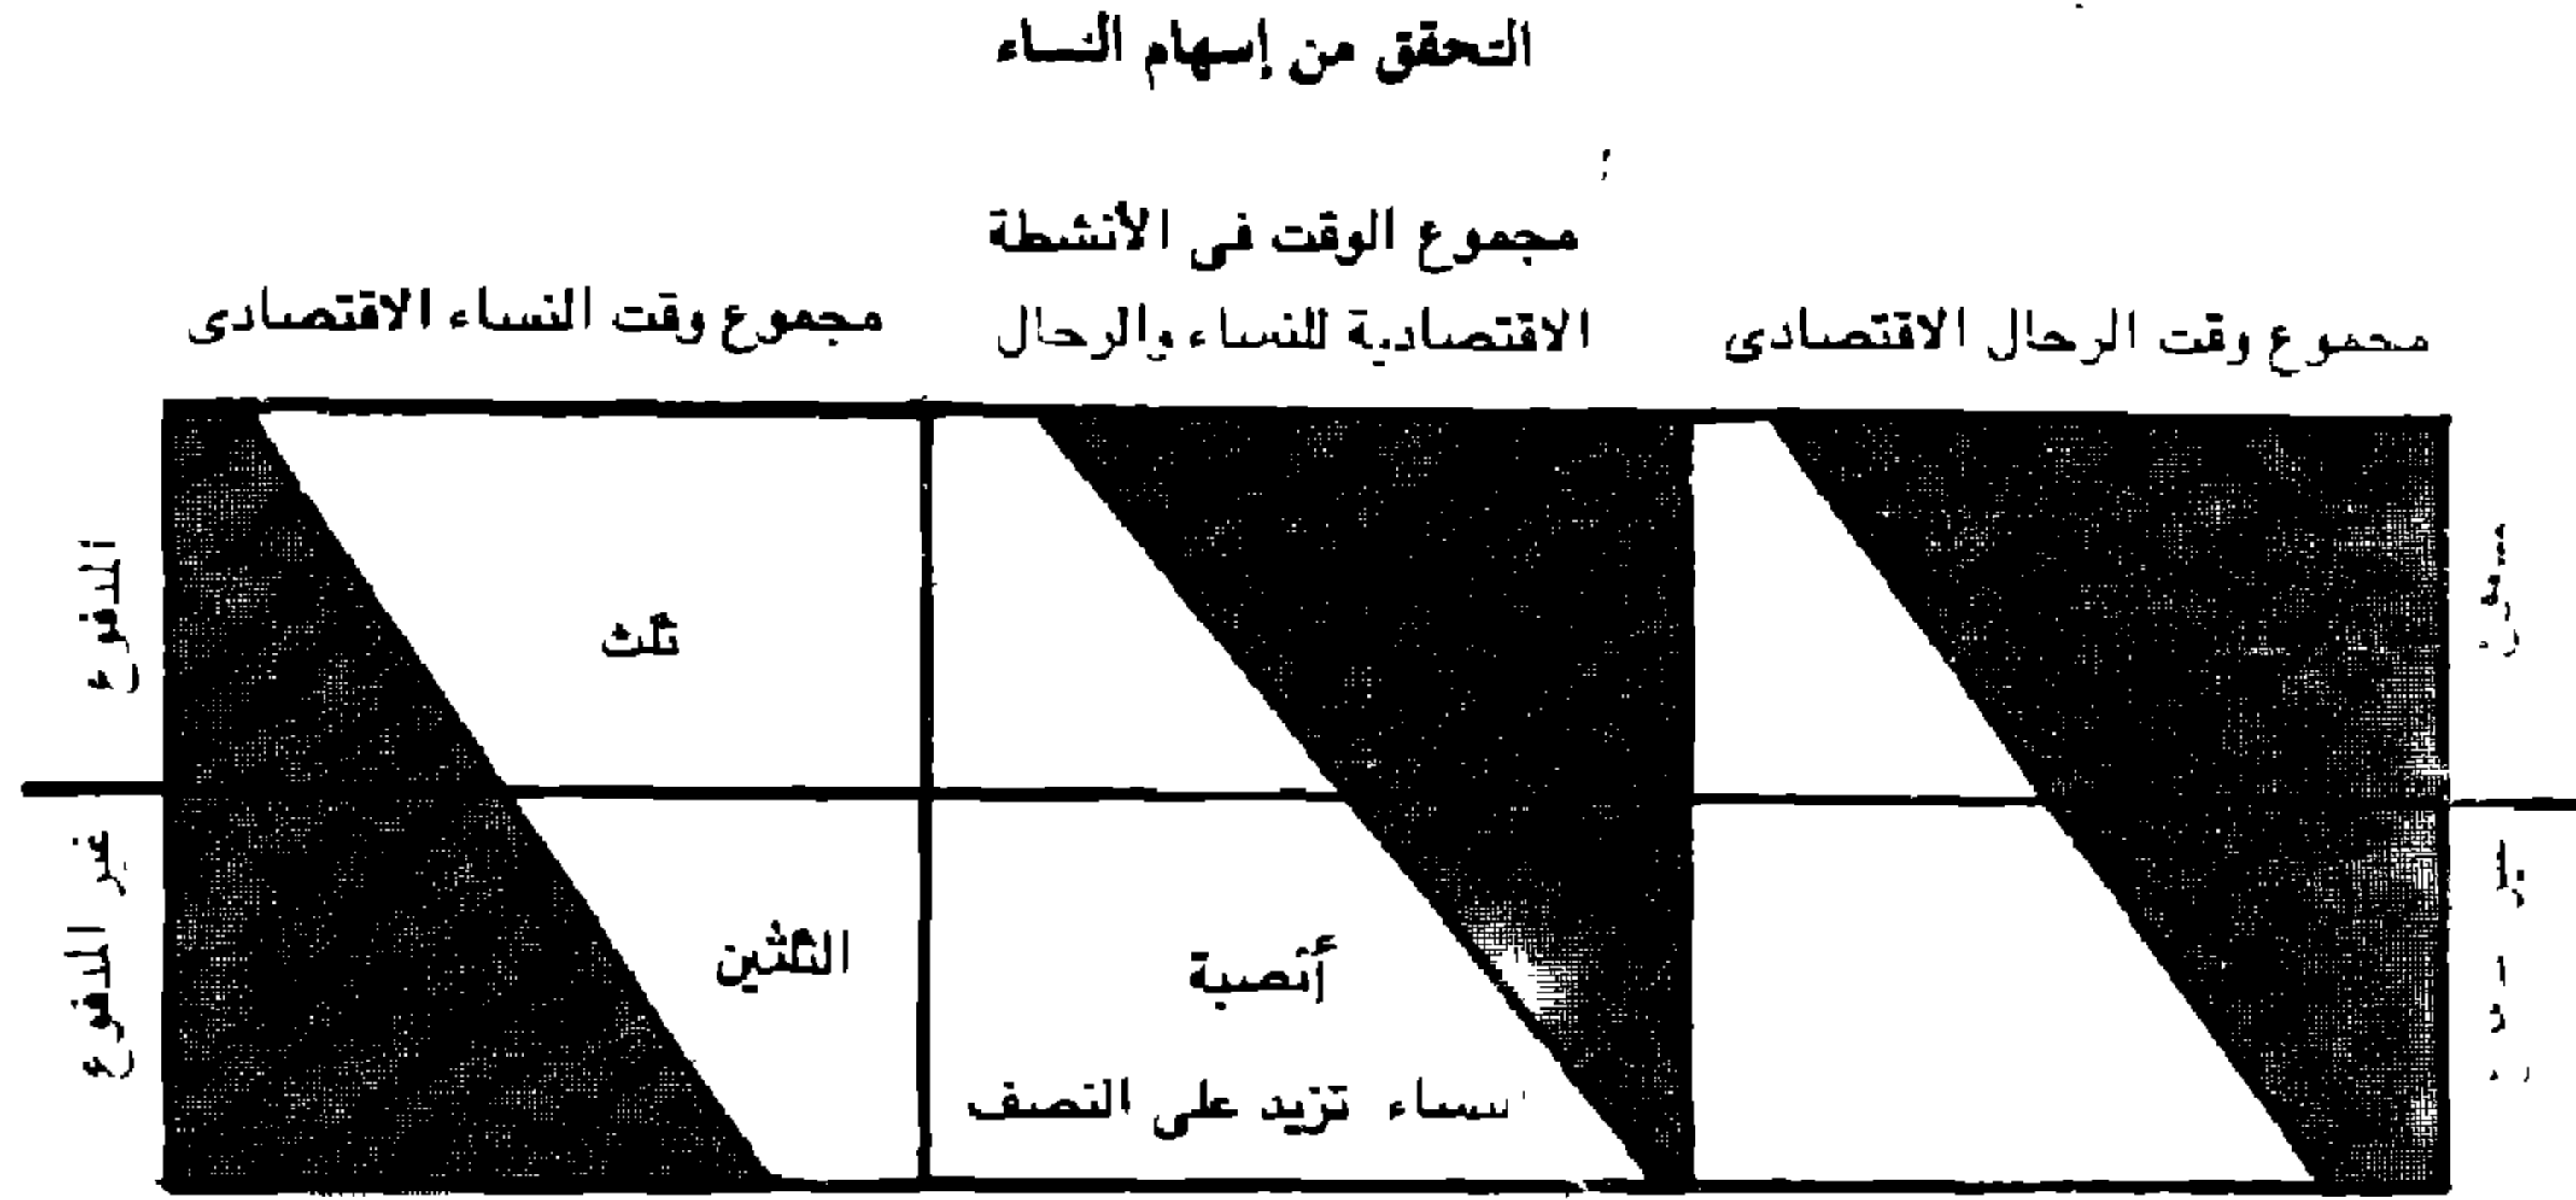 التحقق من إسهام النساء
مجموع الوقت فى الأنشطة
الاقتصادية للنساء والرجال
مجموع وقت الرجال الاقتصادى
مجموع وقت النساء الاقتصادى
ثلث
المدفوع
الثلثين
غير المدفوع
أنصبة
تزيد على النصف